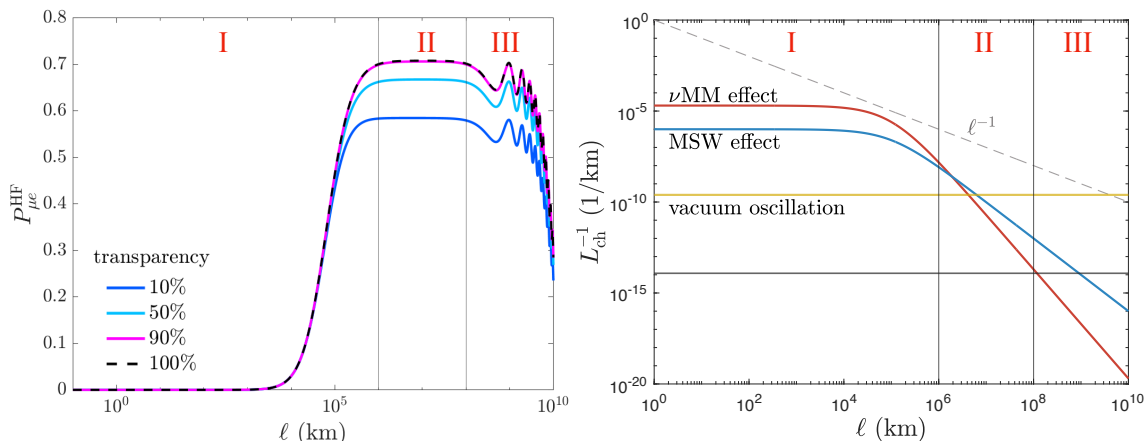 0.8
0.7
0.6
0.5
0.4
0.3
0.2
0.1
0
P_{μe}^{HF}
I
II
III
transparency
10%
50%
90%
100%
10^0
10^5
10^10
ℓ (km)
10^0
10^-5
10^-10
10^-15
10^-20
L_{ch}^{-1} (1/km)
I
II
III
νMM effect
MSW effect
vacuum oscillation
ℓ^{-1}
10^0
10^2
10^4
10^6
10^8
10^10
ℓ (km)